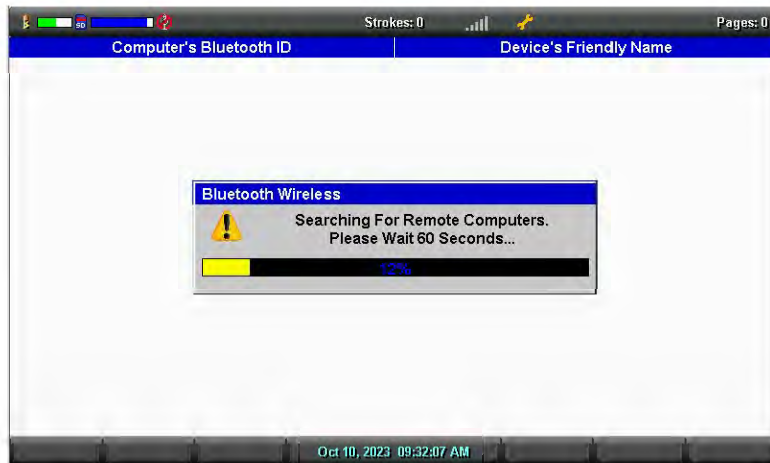 SD
Strokes: 0
Pages: 0
Computer's Bluetooth ID
Device's Friendly Name
Bluetooth Wireless
Searching For Remote Computers.
Please Wait 60 Seconds...
12%
Oct 10, 2023 09:32:07 AM